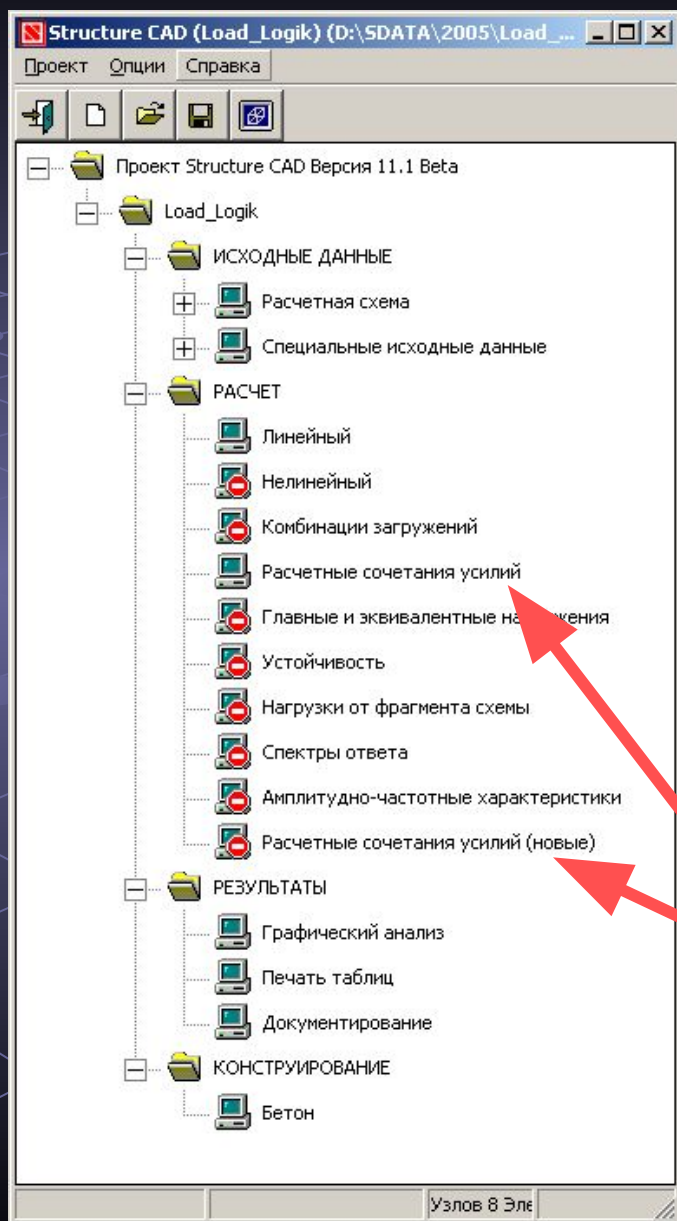 Structure CAD (Load_Logik) (D:\SDATA\2005\Load_...
Проект Опции Справка
Проект Structure CAD Версия 11.1 Beta
Load_Logik
ИСХОДНЫЕ ДАННЫЕ
Расчетная схема
Специальные исходные данные
РАСЧЕТ
Линейный
Нелинейный
Комбинации загружений
Расчетные сочетания усилий
Главные и эквивалентные
Устойчивость
Нагрузки от фрагмента схемы
Спектры ответа
Амплитудно-частотные характеристики
Расчетные сочетания усилий (новые)
РЕЗУЛЬТАТЫ
Графический анализ
Печать таблиц
Документирование
КОНСТРУИРОВАНИЕ
Бетон
Узлов 8 Эле